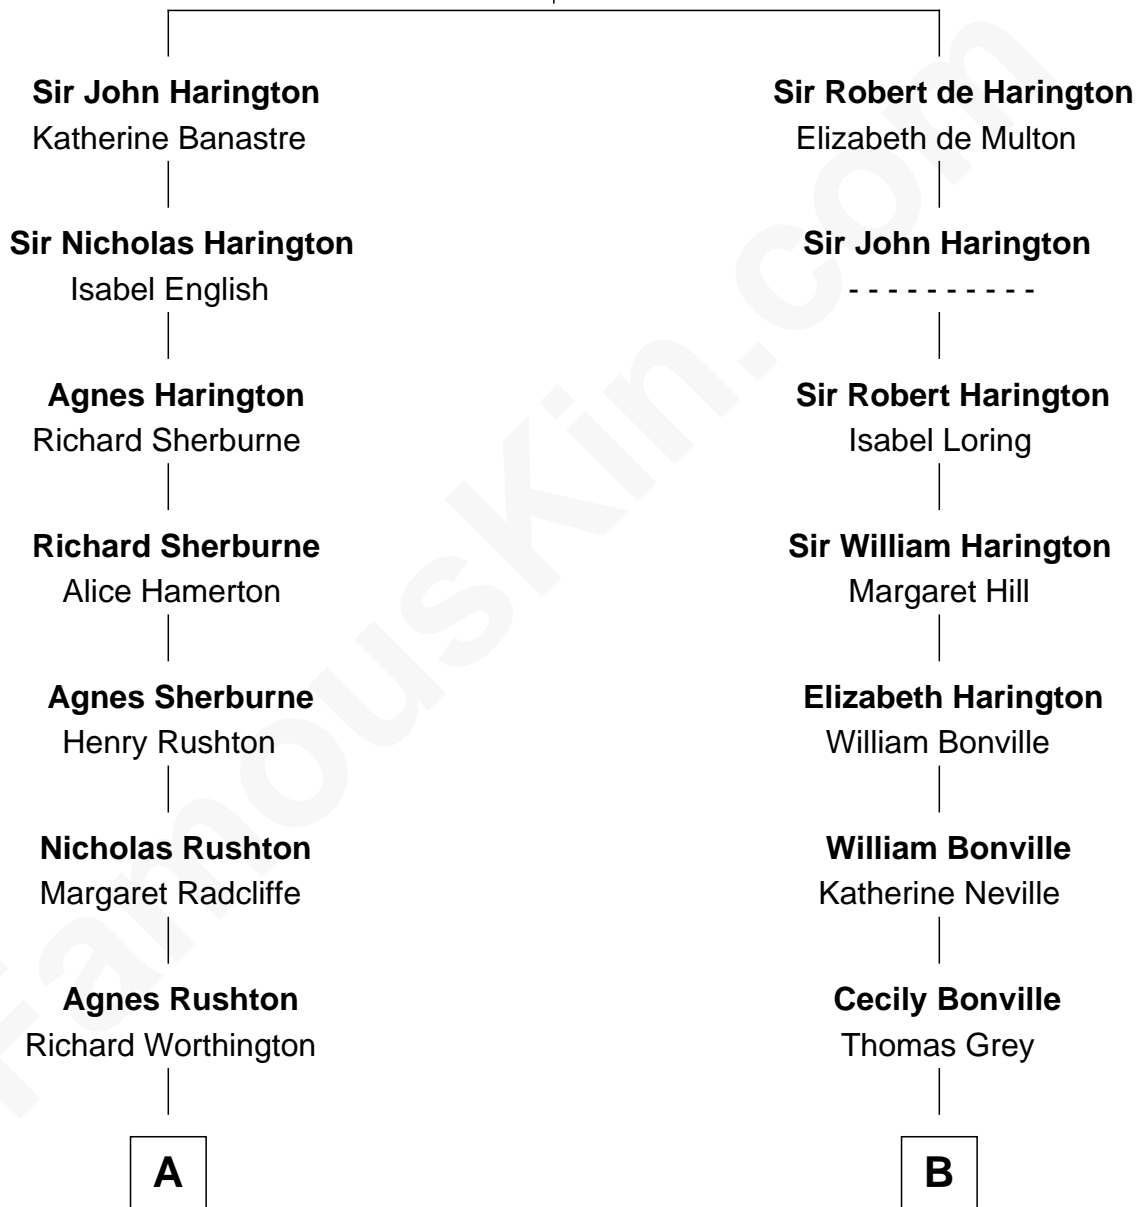 Sir John Harington
Katherine Banastre
Sir Nicholas Harington
Isabel English
Agnes Harington
Richard Sherburne
Richard Sherburne
Alice Hamerton
Agnes Sherburne
Henry Rushton
Nicholas Rushton
Margaret Radcliffe
Agnes Rushton
Richard Worthington
A
Sir Robert de Harington
Elizabeth de Multon
Sir John Harington
- - - - - - - - - -
Sir Robert Harington
Isabel Loring
Sir William Harington
Margaret Hill
Elizabeth Harington
William Bonville
William Bonville
Katherine Neville
Cecily Bonville
Thomas Grey
B
FamousKin.com